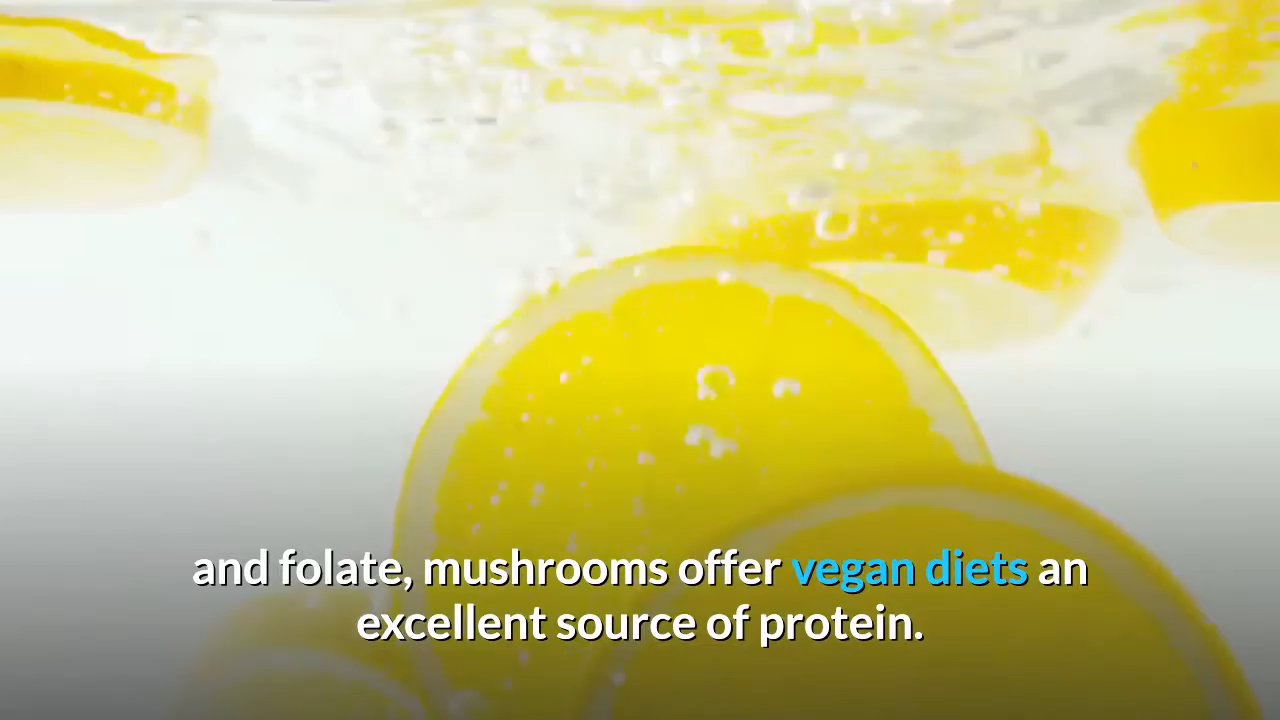 and folate, mushrooms offer vegan diets an
excellent source of protein.